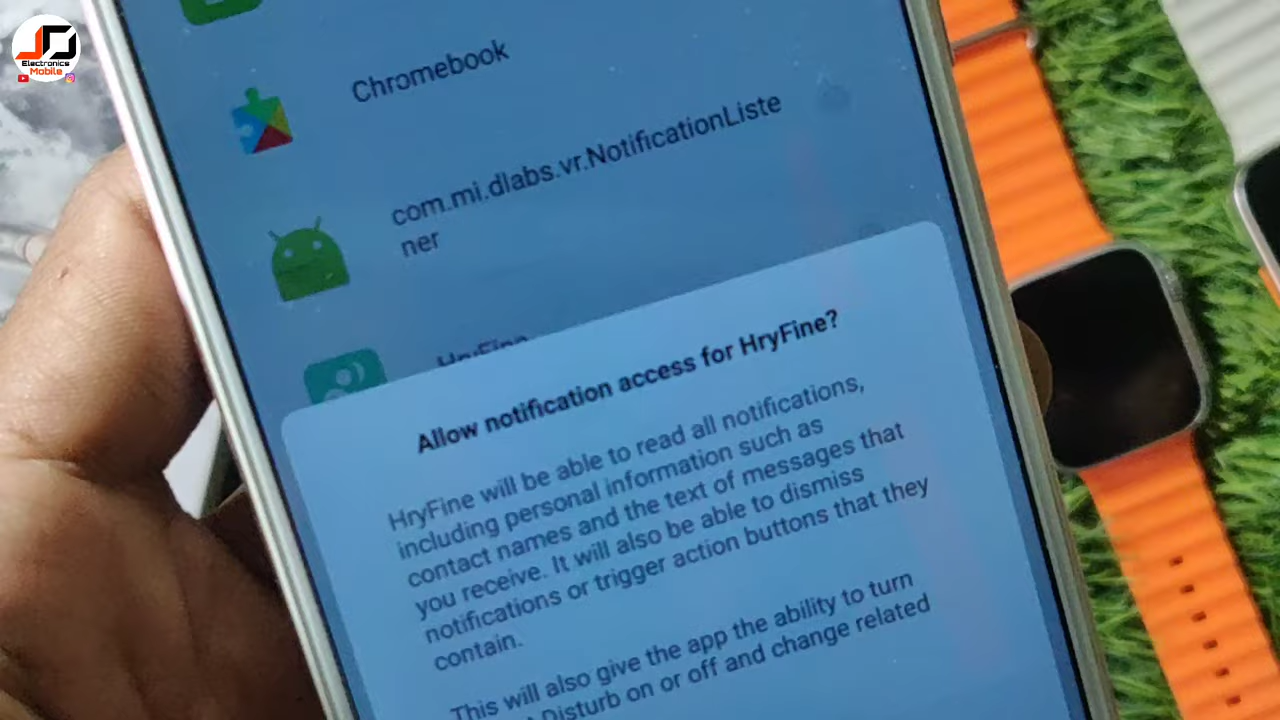 Electronics
Mobile
Chromebook
com.mi.dlabs.vr.NotificationListe
ner
HryFine
Allow notification access for HryFine?
HryFine will be able to read all notifications,
including personal information such as
contact names and the text of messages that
you receive. It will also be able to dismiss
notifications or trigger action buttons that they
contain.
This will also give the app the ability to turn
Disturb on or off and change related